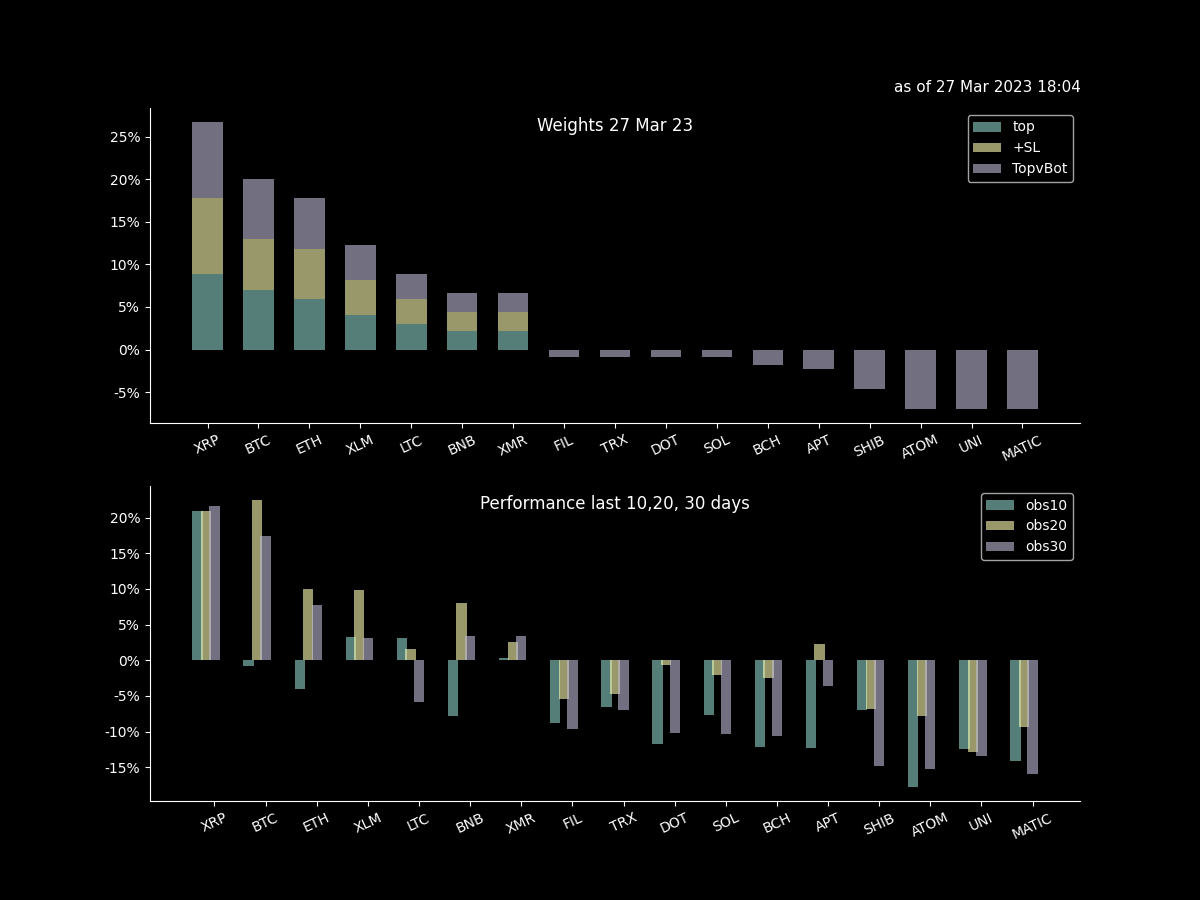 as of 27 Mar 2023 18:04
Weights 27 Mar 23
top
+SL
TopvBot
25%
20%
15%
10%
5%
0%
-5%
XRP BTC ETH XLM LTC BNB XMR FIL TRX DOT SOL BCH APT SHIB ATOM UNI MATIC
Performance last 10,20, 30 days
obs10
obs20
obs30
20%
15%
10%
5%
0%
-5%
-10%
-15%
XRP BTC ETH XLM LTC BNB XMR FIL TRX DOT SOL BCH APT SHIB ATOM UNI MATIC